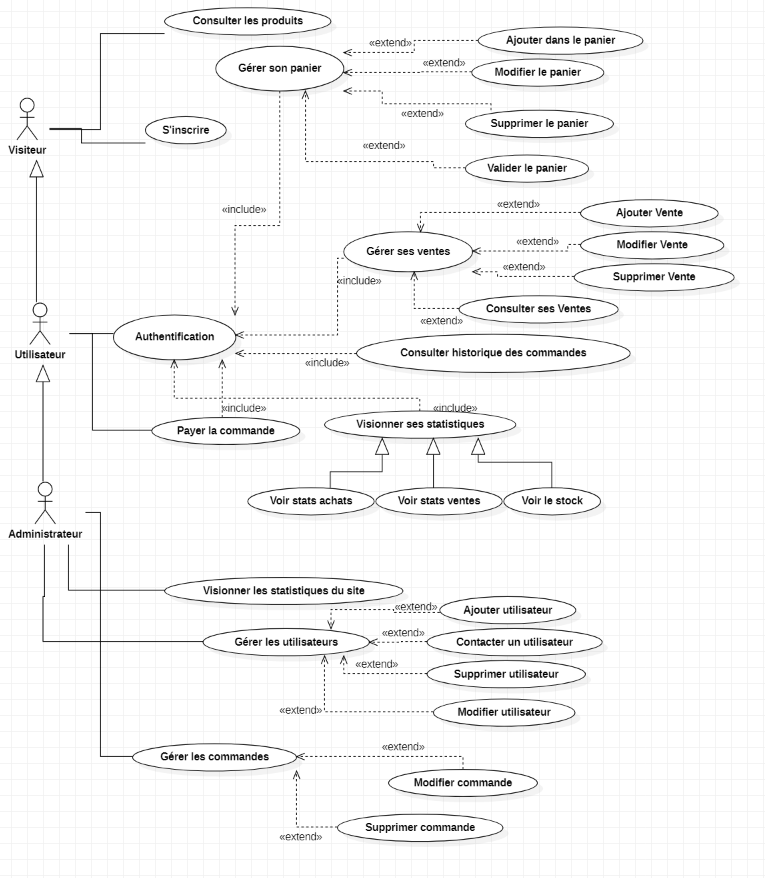 Consulter les produits
«extend»
Ajouter dans le panier
Gérer son panier
«extend»
Modifier le panier
«extend»
Supprimer le panier
S'inscrire
Visiteur
«extend»
Valider le panier
«include»
«extend»
Ajouter Vente
Gérer ses ventes
«extend»
Modifier Vente
«extend»
Supprimer Vente
«include»
Consulter ses Ventes
«extend»
Authentification
Utilisateur
Consulter historique des commandes
«include»
«include»
«include»
Payer la commande
Visionner ses statistiques
Voir stats achats
Voir stats ventes
Voir le stock
Administrateur
Visionner les statistiques du site
«extend»
Ajouter utilisateur
Gérer les utilisateurs
«extend»
Contacter un utilisateur
«extend»
Supprimer utilisateur
«extend»
Modifier utilisateur
Gérer les commandes
«extend»
Modifier commande
Supprimer commande
«extend»